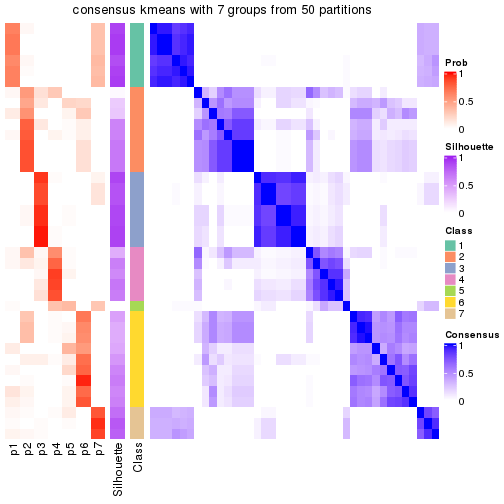 consensus kmeans with 7 groups from 50 partitions
Prob
1
0.5
0
Silhouette
1
0.5
0
Class
1
2
3
4
5
6
7
Consensus
1
0.5
0
p1
p2
p3
p4
p5
p6
p7
Silhouette
Class